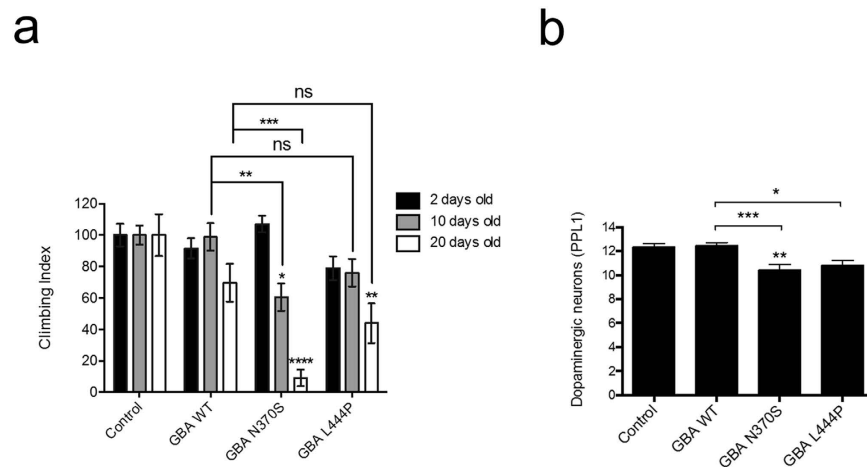 a
ns
***
ns
**
2 days old
10 days old
20 days old
120
100
80
60
40
20
0
Climbing Index
*
****
**
Control
GBA WT
GBA N370S
GBA L444P
b
*
***
**
14
12
10
8
6
4
2
0
Dopaminergic neurons (PPL1)
Control
GBA WT
GBA N370S
GBA L444P